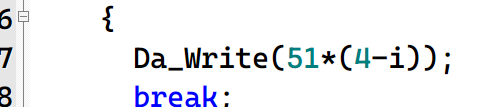 6 {
7 Da_Write(51*(4-i));
8 break;